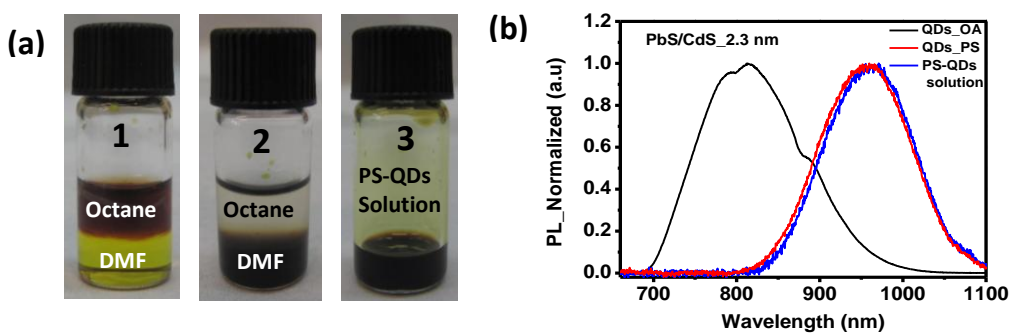 (a)
1
Octane
DMF
2
Octane
DMF
3
PS-QDs
Solution
(b)
PbS/CdS_2.3 nm
QDs_OA
QDs_PS
PS-QDs
solution
PL_Normalized (a.u)
1.2
1.0
0.8
0.6
0.4
0.2
0.0
700 800 900 1000 1100
Wavelength (nm)